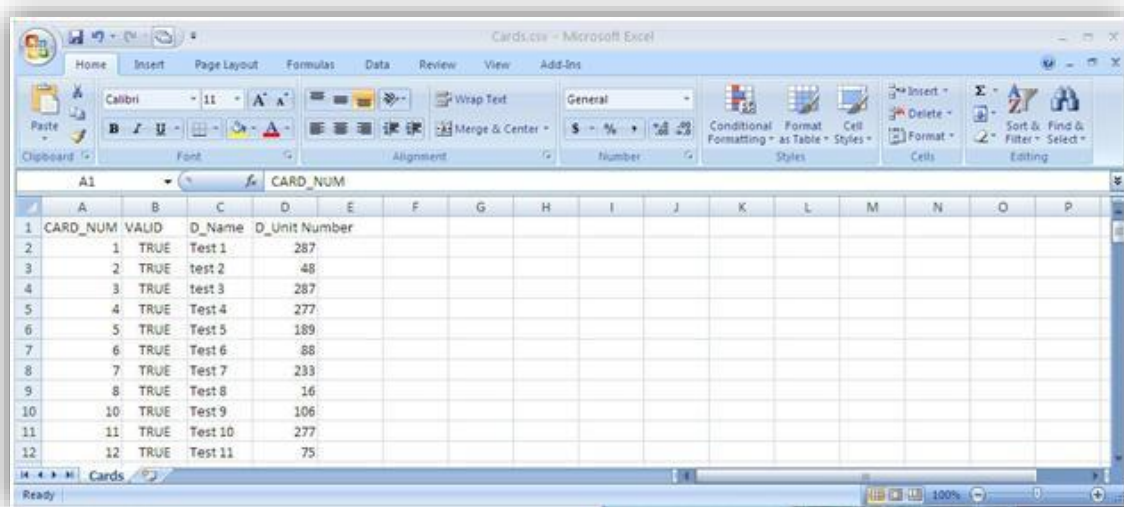 Cards.csv - Microsoft Excel
Home Insert Page Layout Formulas Data Review View Add-Ins
Paste
Calibri 11 A A
Wrap Text
General
Conditional Formatting
Format as Table
Cell Styles
Insert
Delete
Format
Σ
Sort & Filter
Find & Select
B I U
A
Merge & Center
$ % ,
Clipboard Font Alignment Number Styles Cells Editing
A1 fx CARD_NUM
A B C D E F G H I J K L M N O P
1 CARD_NUM VALID D_Name D_Unit Number
2 1 TRUE Test 1 287
3 2 TRUE test 2 48
4 3 TRUE test 3 287
5 4 TRUE Test 4 277
6 5 TRUE Test 5 189
7 6 TRUE Test 6 88
8 7 TRUE Test 7 233
9 8 TRUE Test 8 16
10 10 TRUE Test 9 106
11 11 TRUE Test 10 277
12 12 TRUE Test 11 75
Cards
Ready 100%